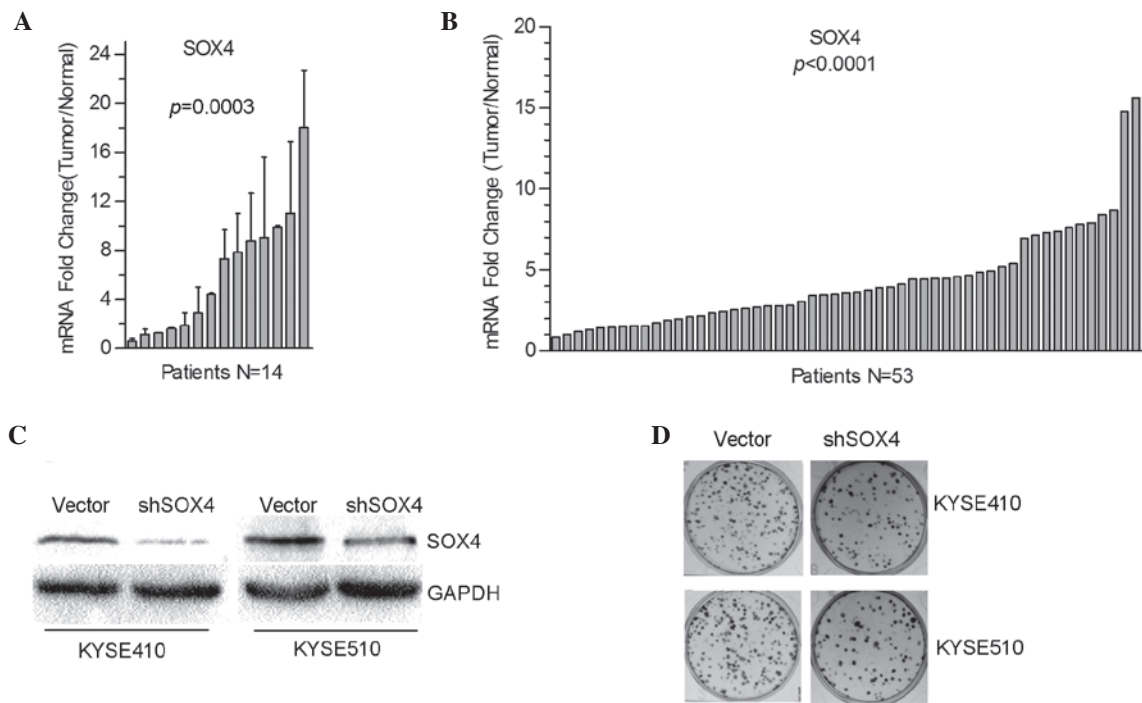 A
SOX4
p=0.0003
mRNA Fold Change(Tumor/Normal)
24
20
16
12
8
4
0
Patients N=14
B
SOX4
p<0.0001
mRNA Fold Change (Tumor/Normal)
20
15
10
5
0
Patients N=53
C
Vector shSOX4 Vector shSOX4
SOX4
GAPDH
KYSE410 KYSE510
D
Vector shSOX4
KYSE410
KYSE510